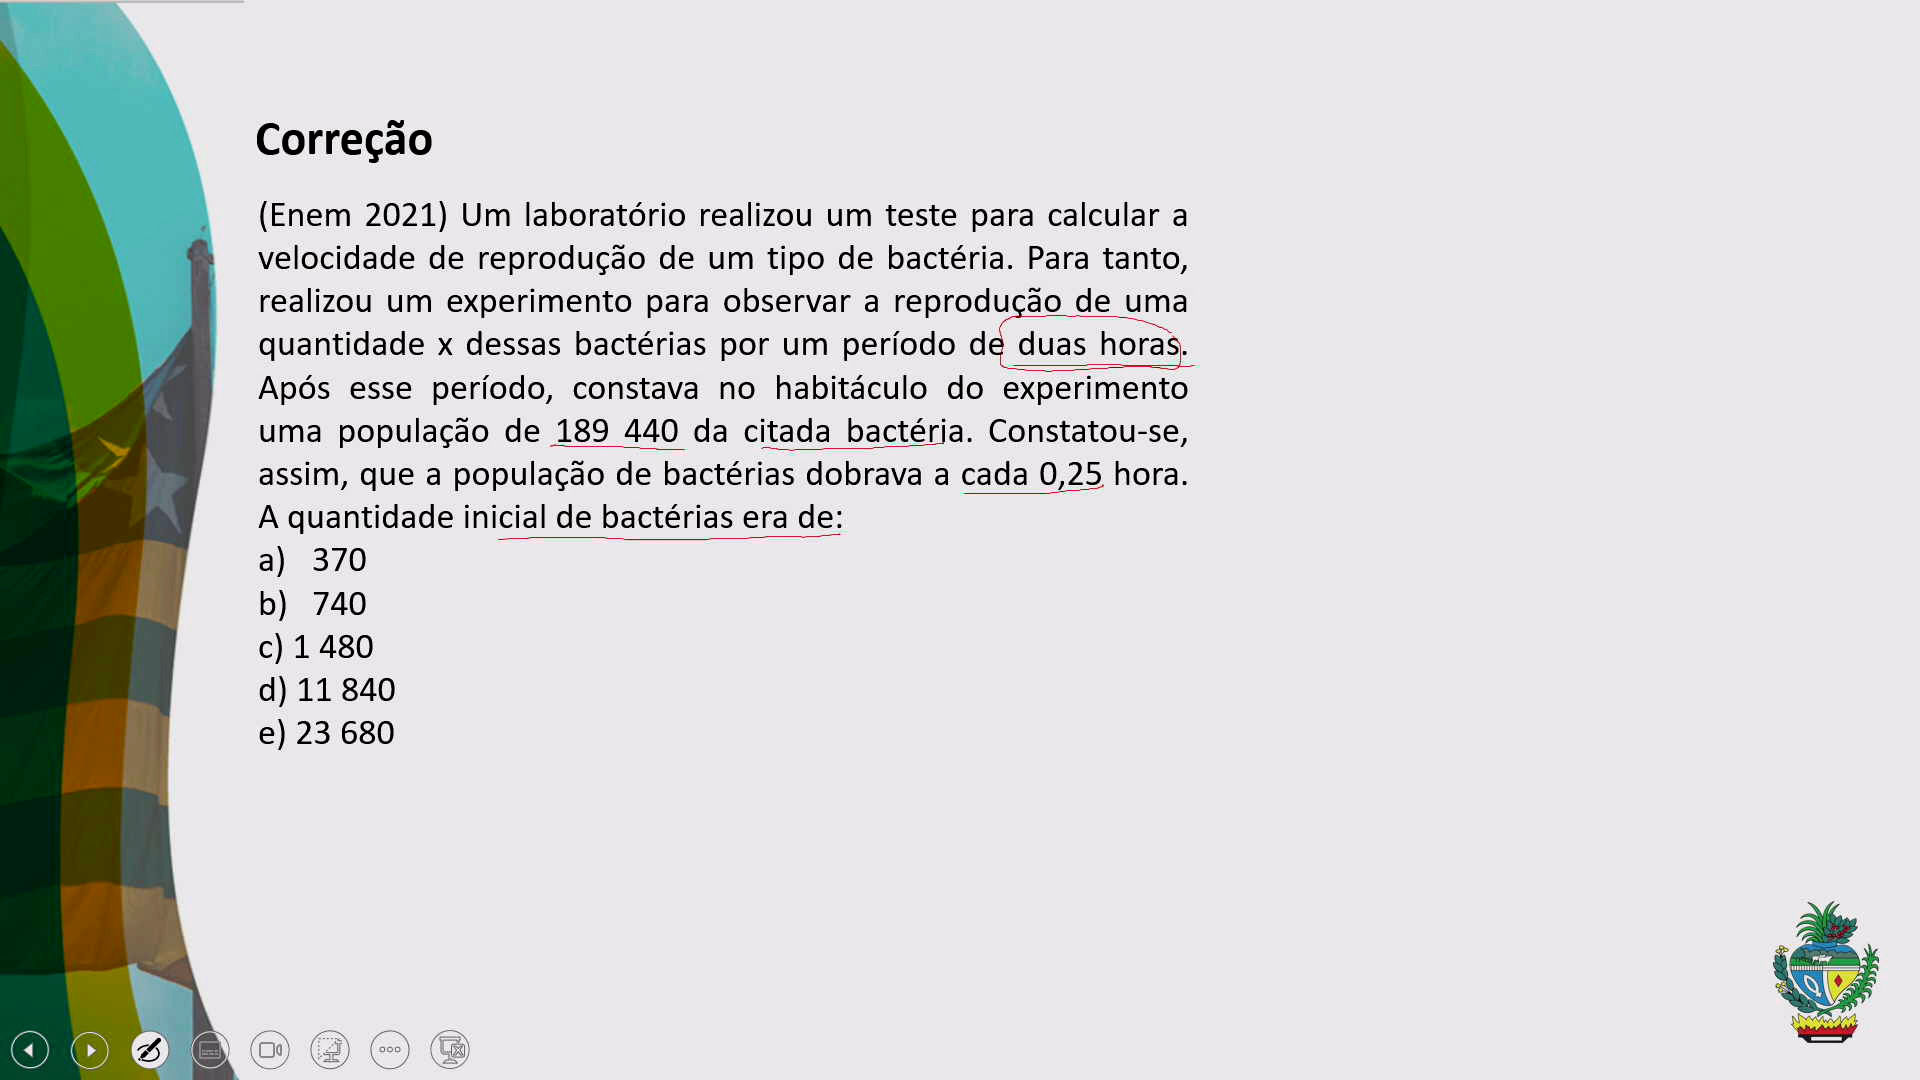 Correção
(Enem 2021) Um laboratório realizou um teste para calcular a
velocidade de reprodução de um tipo de bactéria. Para tanto,
realizou um experimento para observar a reprodução de uma
quantidade x dessas bactérias por um período de duas horas.
Após esse período, constava no habitáculo do experimento
uma população de 189 440 da citada bactéria. Constatou-se,
assim, que a população de bactérias dobrava a cada 0,25 hora.
A quantidade inicial de bactérias era de:
a) 370
b) 740
c) 1 480
d) 11 840
e) 23 680